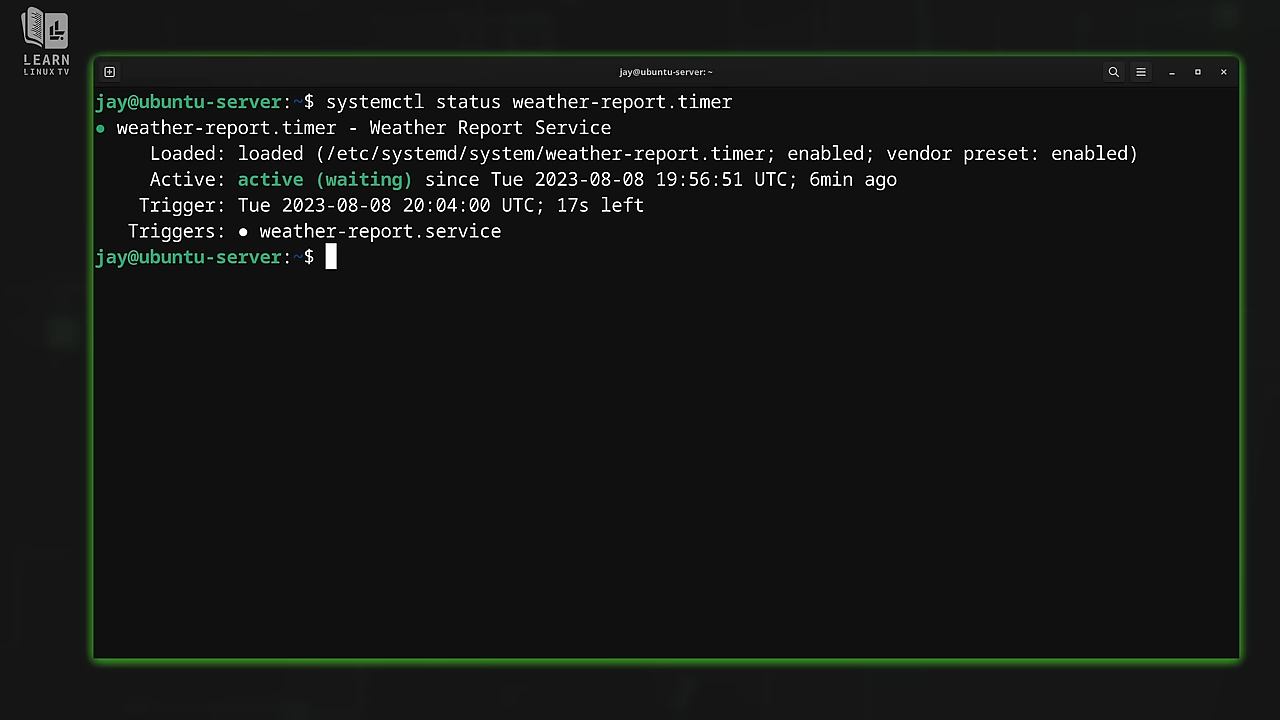 LEARN
LINUX TV
jay@ubuntu-server: ~
jay@ubuntu-server:~$ systemctl status weather-report.timer
● weather-report.timer - Weather Report Service
Loaded: loaded (/etc/systemd/system/weather-report.timer; enabled; vendor preset: enabled)
Active: active (waiting) since Tue 2023-08-08 19:56:51 UTC; 6min ago
Trigger: Tue 2023-08-08 20:04:00 UTC; 17s left
Triggers: ● weather-report.service
jay@ubuntu-server:~$